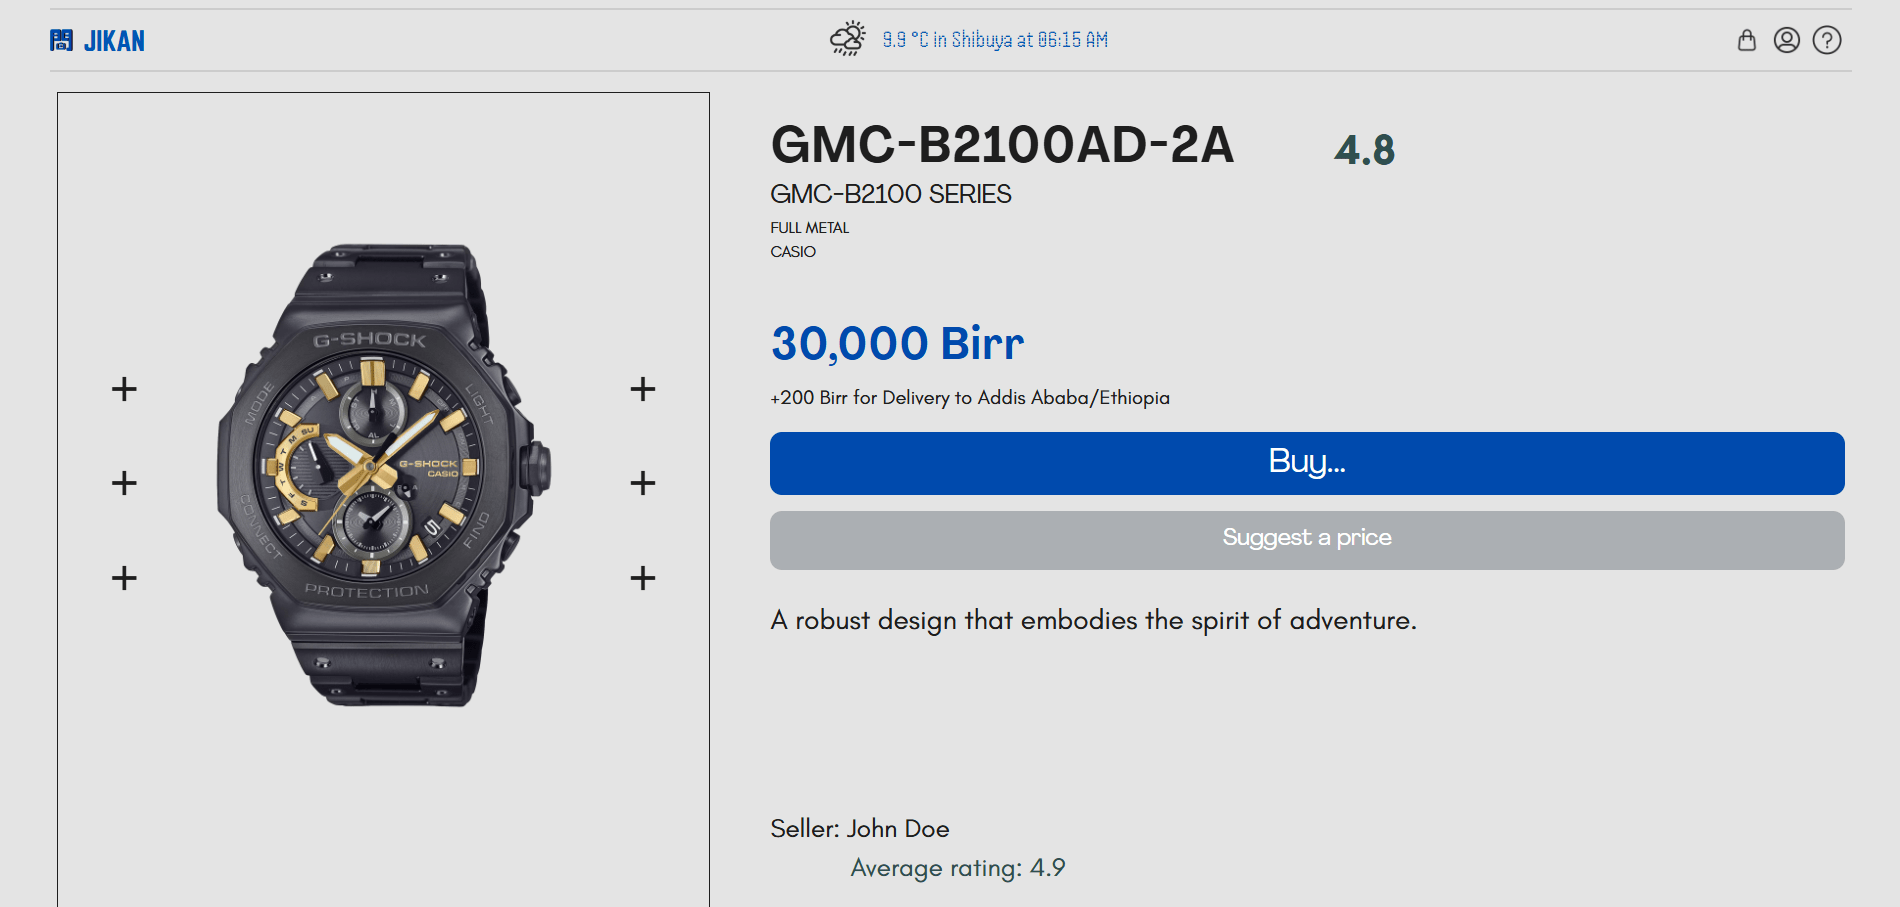 JIKAN
9.9 °C in Shibuya at 06:15 AM
GMC-B2100AD-2A
4.8
GMC-B2100 SERIES
FULL METAL
CASIO
30,000 Birr
+200 Birr for Delivery to Addis Ababa/Ethiopia
Buy...
Suggest a price
A robust design that embodies the spirit of adventure.
Seller: John Doe
Average rating: 4.9
G-SHOCK
MODE
LIGHT
AL
SU
M
T
W
T
F
S
G-SHOCK
CASIO
5
CONNECT
FIND
PROTECTION